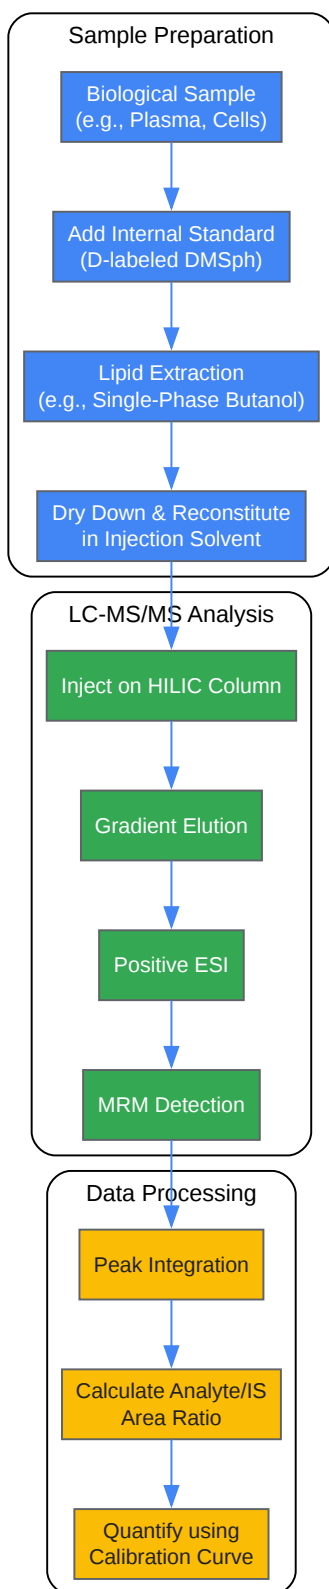 Sample Preparation
Biological Sample
(e.g., Plasma, Cells)
Add Internal Standard
(D-labeled DMSph)
Lipid Extraction
(e.g., Single-Phase Butanol)
Dry Down & Reconstitute
in Injection Solvent
LC-MS/MS Analysis
Inject on HILIC Column
Gradient Elution
Positive ESI
MRM Detection
Data Processing
Peak Integration
Calculate Analyte/IS
Area Ratio
Quantify using
Calibration Curve